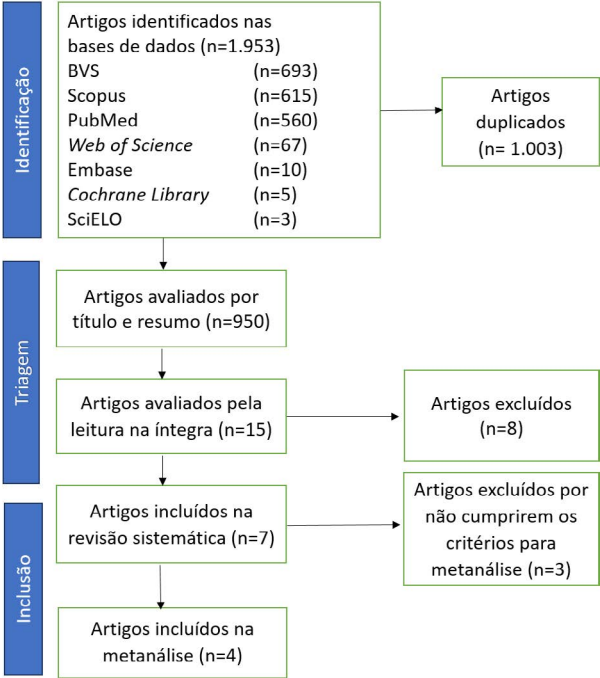 Identificação
Artigos identificados nas
bases de dados (n=1.953)
BVS (n=693)
Scopus (n=615)
PubMed (n=560)
Web of Science (n=67)
Embase (n=10)
Cochrane Library (n=5)
SciELO (n=3)
Artigos
duplicados
(n= 1.003)
Triagem
Artigos avaliados por
título e resumo (n=950)
Artigos avaliados pela
leitura na íntegra (n=15)
Artigos excluídos
(n=8)
Inclusão
Artigos incluídos na
revisão sistemática (n=7)
Artigos excluídos por
não cumprirem os
critérios para
metanálise (n=3)
Artigos incluídos na
metanálise (n=4)